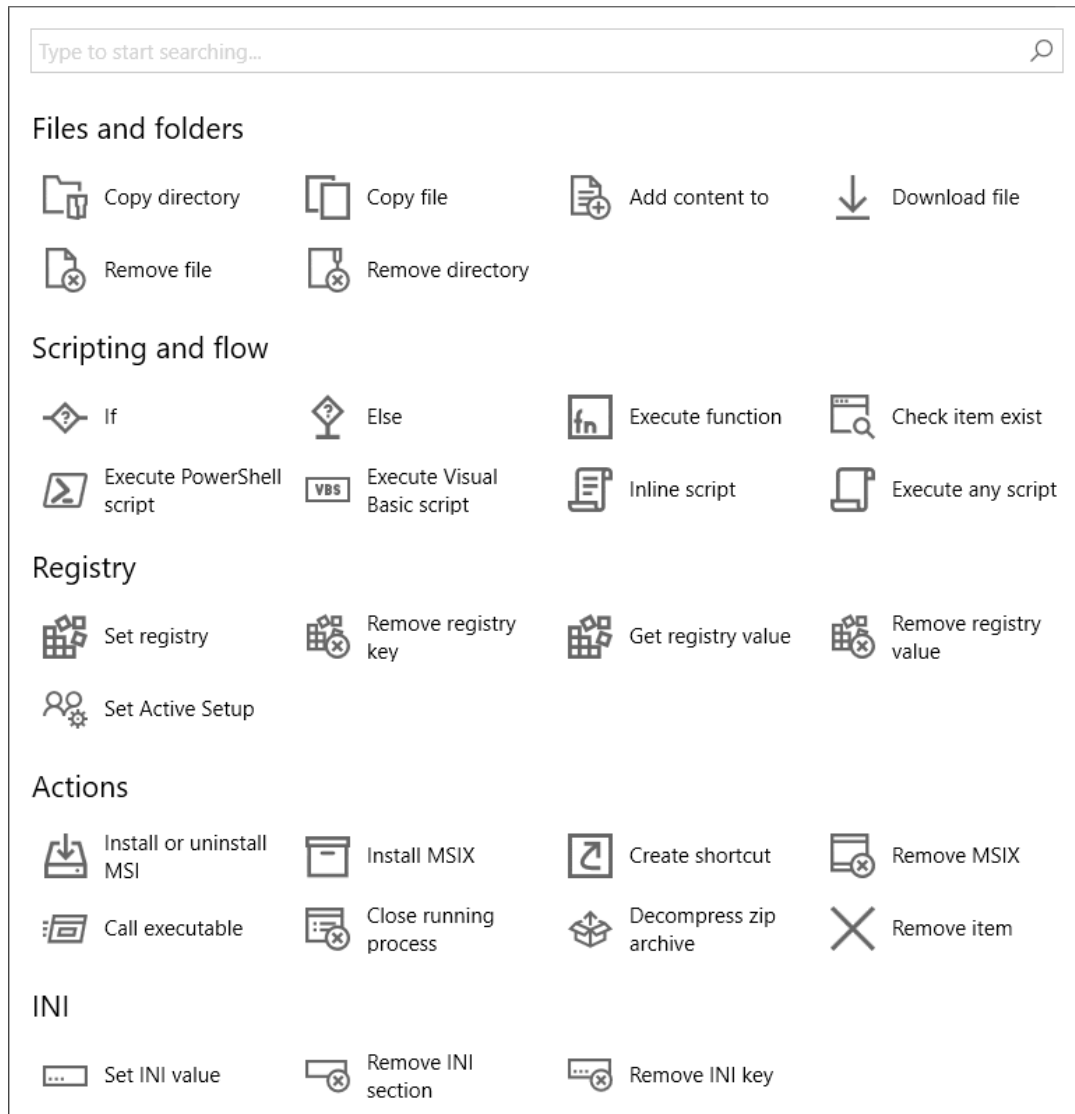 Type to start searching...
Files and folders
Copy directory
Copy file
Add content to
Download file
Remove file
Remove directory
Scripting and flow
If
Else
fn
Execute function
Check item exist
Execute PowerShell
script
VBS
Execute Visual
Basic script
Inline script
Execute any script
Registry
Set registry
Remove registry
key
Get registry value
Remove registry
value
Set Active Setup
Actions
Install or uninstall
MSI
Install MSIX
Create shortcut
Remove MSIX
Call executable
Close running
process
Decompress zip
archive
Remove item
INI
Set INI value
Remove INI
section
Remove INI key